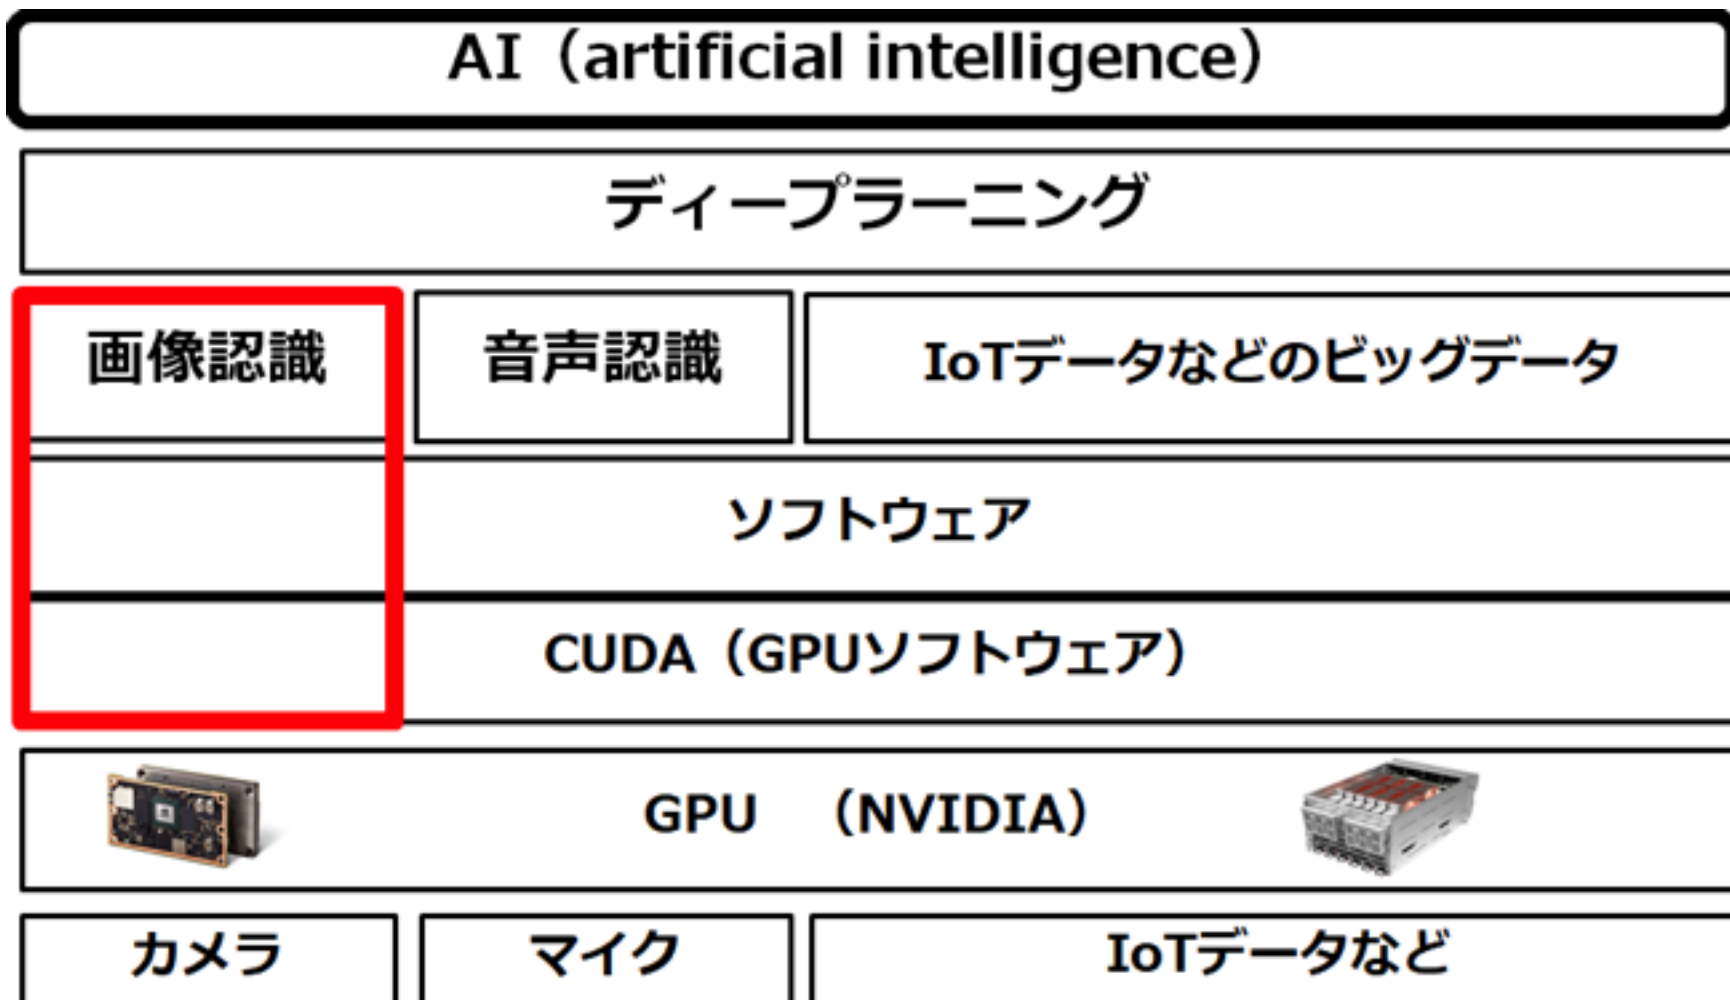 AI（artificial intelligence）
ディープラーニング
画像認識 音声認識 IoTデータなどのビッグデータ
ソフトウェア
CUDA（GPUソフトウェア）
GPU　（NVIDIA）
カメラ マイク IoTデータなど